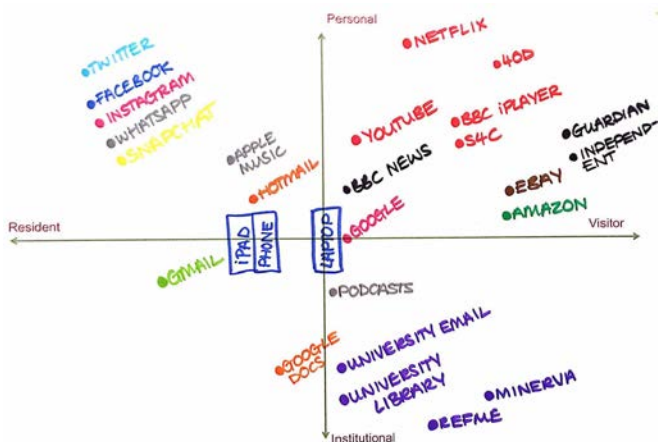 Personal
NETFLIX
TWITTER
4OD
FACEBOOK
INSTAGRAM
WHATSAPP
SNAPCHAT
YOUTUBE
BBC iPLAYER
S4C
GUARDIAN
INDEPEND-
ENT
APPLE
MUSIC
BBC NEWS
HOTMAIL
EBAY
AMAZON
GOOGLE
Resident
Visitor
iPAD
PHONE
LAPTOP
GMAIL
PODCASTS
GOOGLE
DOCS
UNIVERSITY EMAIL
UNIVERSITY
LIBRARY
MINERVA
REFME
Institutional